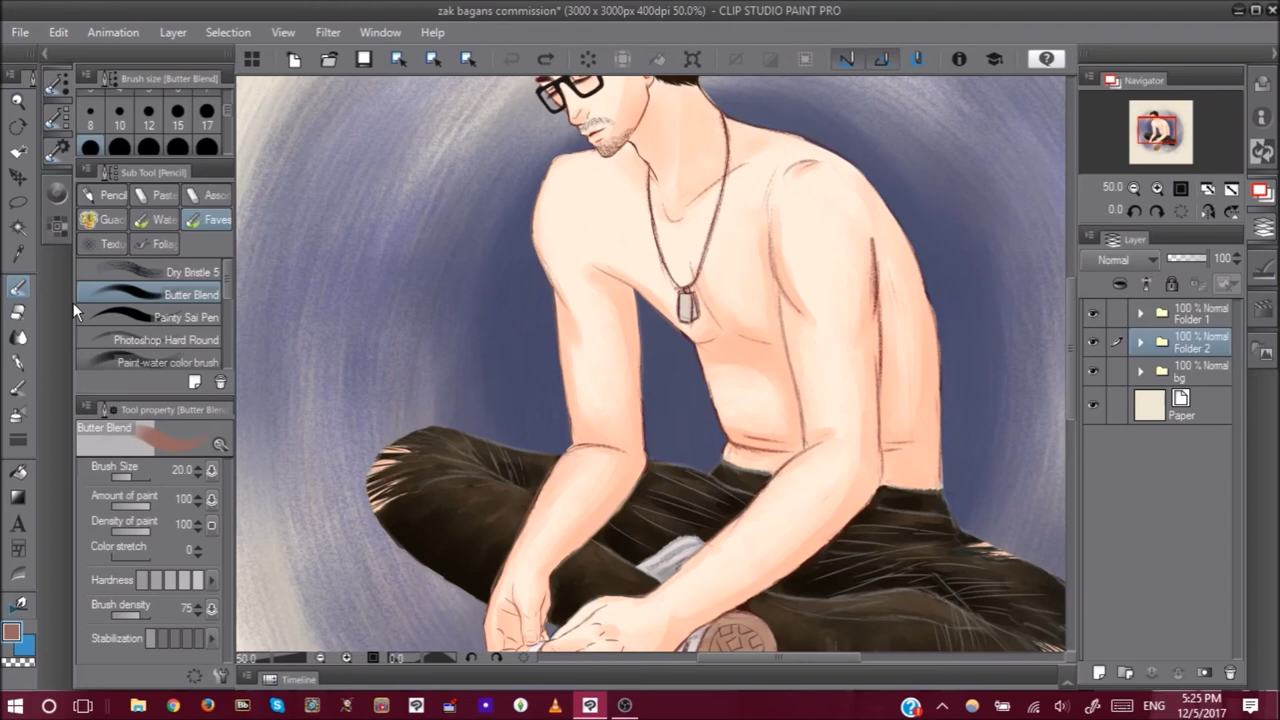 zak bagans commission* (3000 x 3000px 400dpi 50.0%) - CLIP STUDIO PAINT PRO
File Edit Animation Layer Selection View Filter Window Help
Brush size [Butter Blend]
8 10 12 15 17
Sub Tool [Pencil]
Pencil Paste Assor
Guac Wate Faves
Textu Foliag
Dry Bristle 5
Butter Blend
Painty Sai Pen
Photoshop Hard Round
Paint-water color brush
Tool property [Butter Blend
Butter Blend
Brush Size 20.0
Amount of paint 100
Density of paint 100
Color stretch 0
Hardness
Brush density 75
Stabilization
50.0
0.0
Timeline
Navigator
50.0
0.0
Layer
Normal 100
100 % Normal
Folder 1
100 % Normal
Folder 2
100 % Normal
bg
Paper
ENG
5:25 PM
12/5/2017